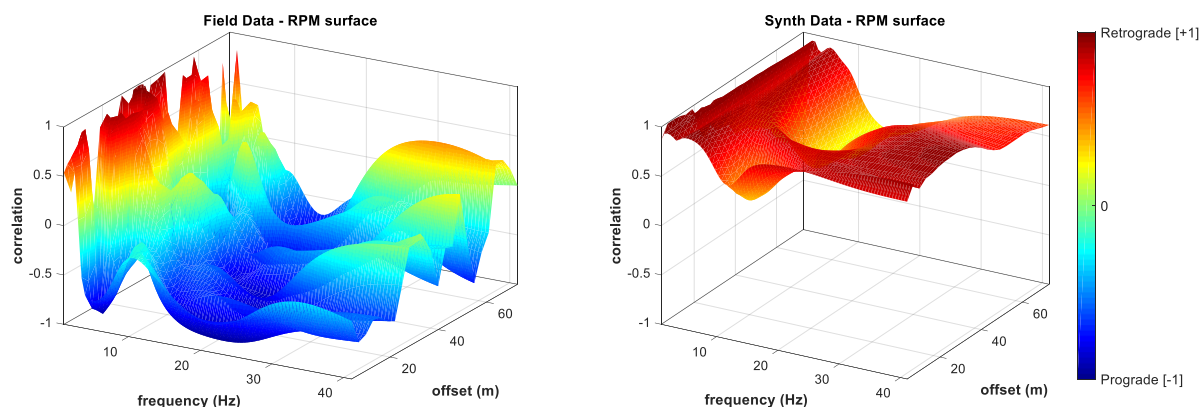 Field Data - RPM surface
1
0.5
0
-0.5
-1
correlation
10
20
30
40
frequency (Hz)
20
40
60
offset (m)
Synth Data - RPM surface
1
0.5
0
-0.5
-1
correlation
10
20
30
40
frequency (Hz)
20
40
60
offset (m)
Retrograde [+1]
0
Prograde [-1]